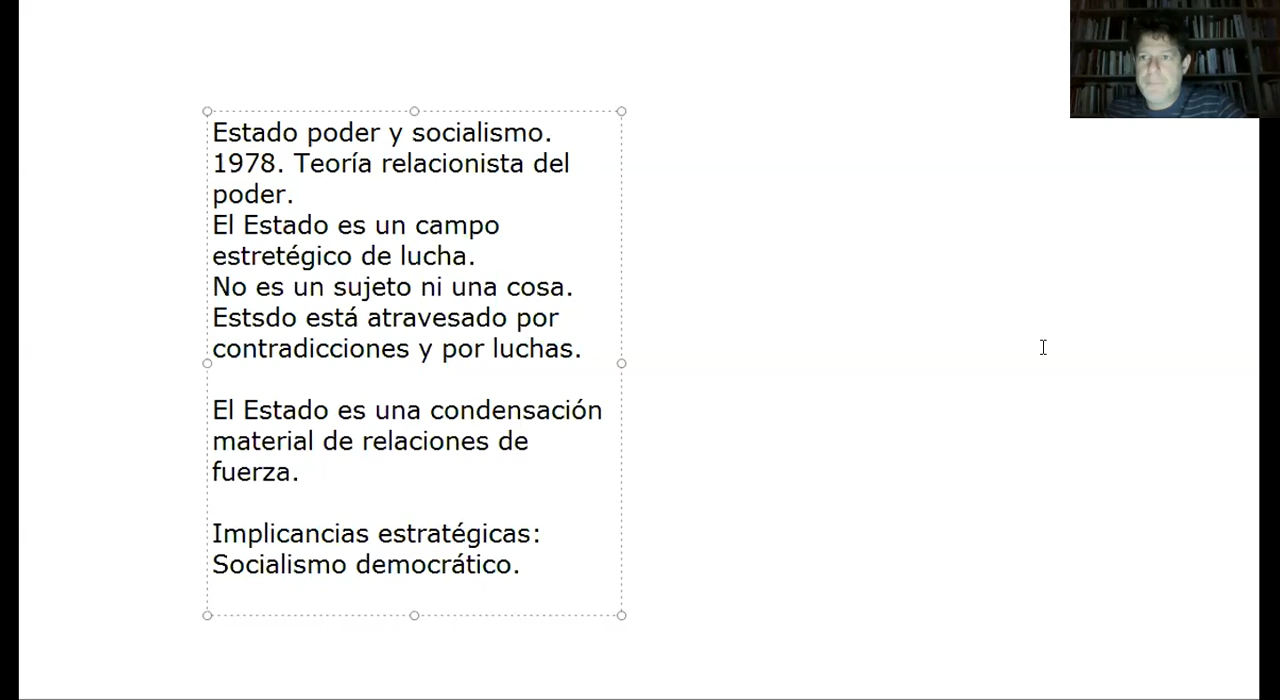 Estado poder y socialismo.
1978. Teoría relacionista del
poder.
El Estado es un campo
estretégico de lucha.
No es un sujeto ni una cosa.
Estsdo está atravesado por
contradicciones y por luchas.
El Estado es una condensación
material de relaciones de
fuerza.
Implicancias estratégicas:
Socialismo democrático.